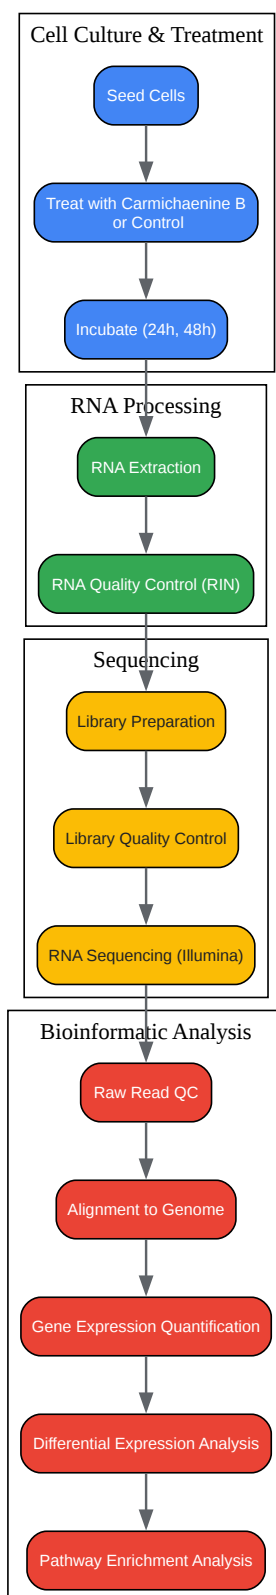 Cell Culture & Treatment
Seed Cells
Treat with Carmichaenine B
or Control
Incubate (24h, 48h)
RNA Processing
RNA Extraction
RNA Quality Control (RIN)
Sequencing
Library Preparation
Library Quality Control
RNA Sequencing (Illumina)
Bioinformatic Analysis
Raw Read QC
Alignment to Genome
Gene Expression Quantification
Differential Expression Analysis
Pathway Enrichment Analysis